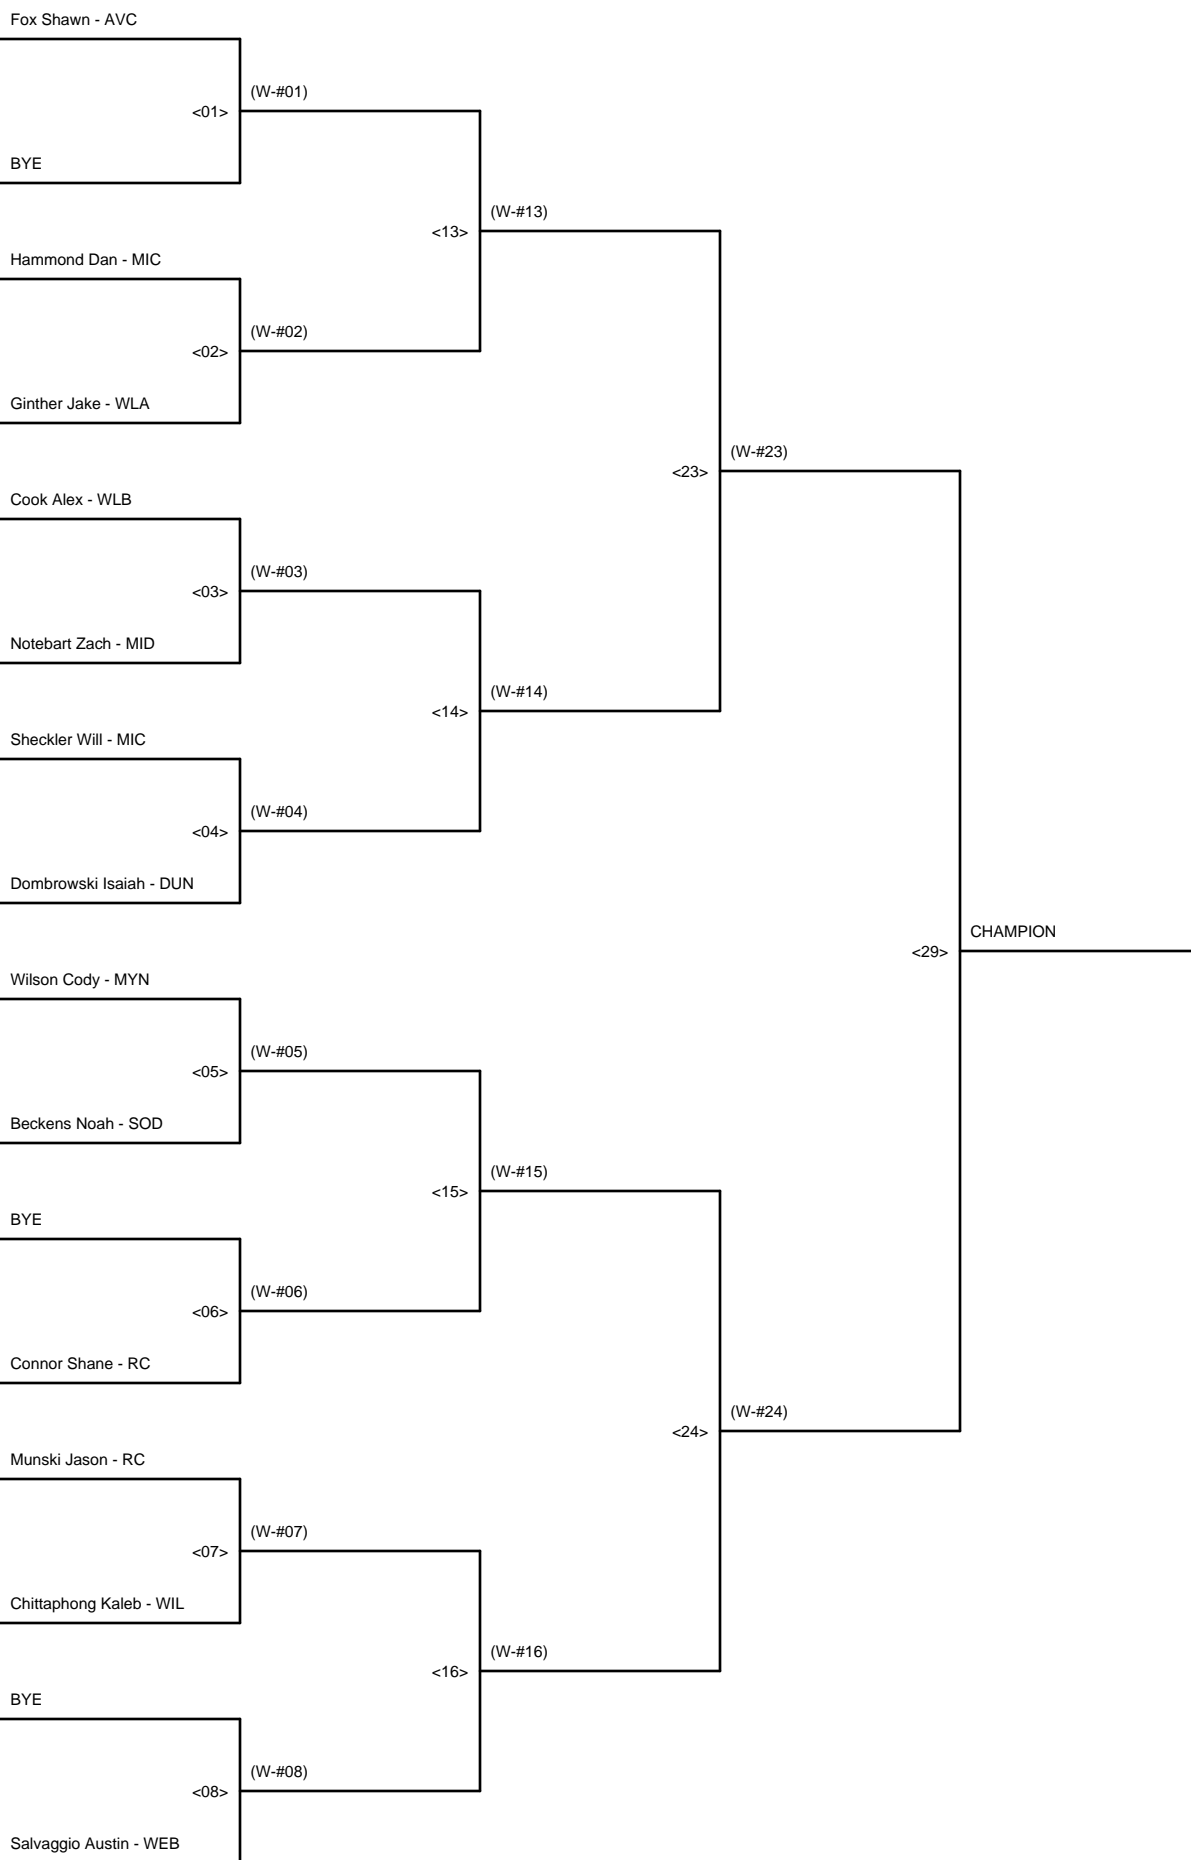 Fox Shawn - AVC
(W-#01)
<01>
BYE
(W-#13)
<13>
Hammond Dan - MIC
(W-#02)
<02>
Ginther Jake - WLA
(W-#23)
<23>
Cook Alex - WLB
(W-#03)
<03>
Notebart Zach - MID
(W-#14)
<14>
Sheckler Will - MIC
(W-#04)
<04>
Dombrowski Isaiah - DUN
CHAMPION
<29>
Wilson Cody - MYN
(W-#05)
<05>
Beckens Noah - SOD
(W-#15)
<15>
BYE
(W-#06)
<06>
Connor Shane - RC
(W-#24)
<24>
Munski Jason - RC
(W-#07)
<07>
Chittaphong Kaleb - WIL
(W-#16)
<16>
BYE
(W-#08)
<08>
Salvaggio Austin - WEB